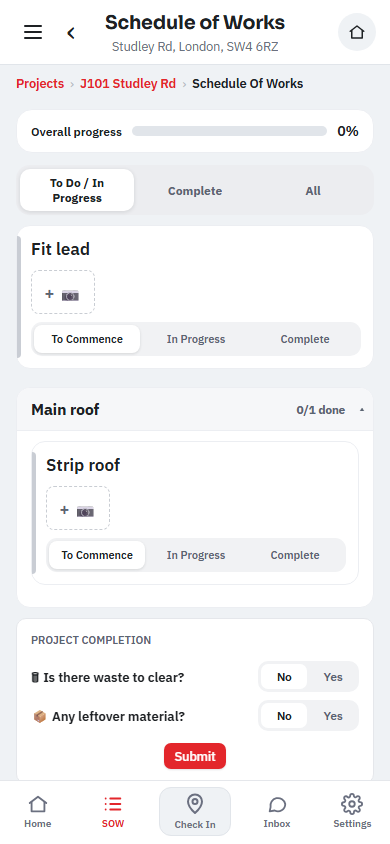 Schedule of Works
Studley Rd, London, SW4 6RZ
Projects › J101 Studley Rd › Schedule Of Works
Overall progress 0%
To Do / In
Progress
Complete
All
Fit lead
+
To Commence In Progress Complete
Main roof 0/1 done
Strip roof
+
To Commence In Progress Complete
PROJECT COMPLETION
Is there waste to clear? No Yes
Any leftover material? No Yes
Submit
Home SOW Check In Inbox Settings